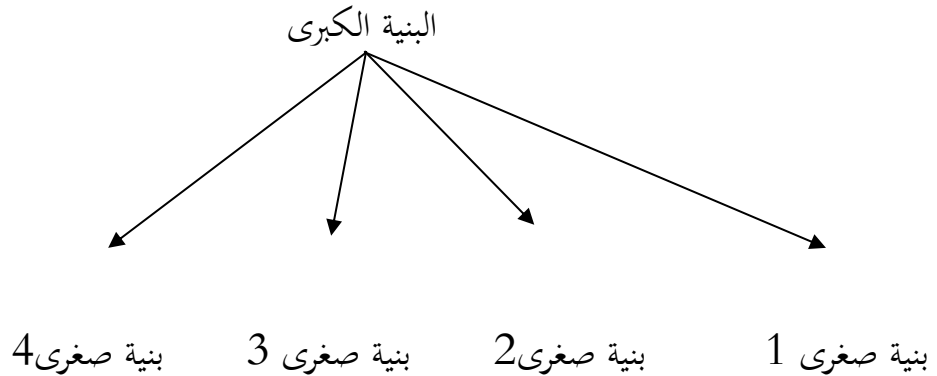 البنية الكبرى
بنية صغرى 1
بنية صغرى2
بنية صغرى 3
بنية صغرى4